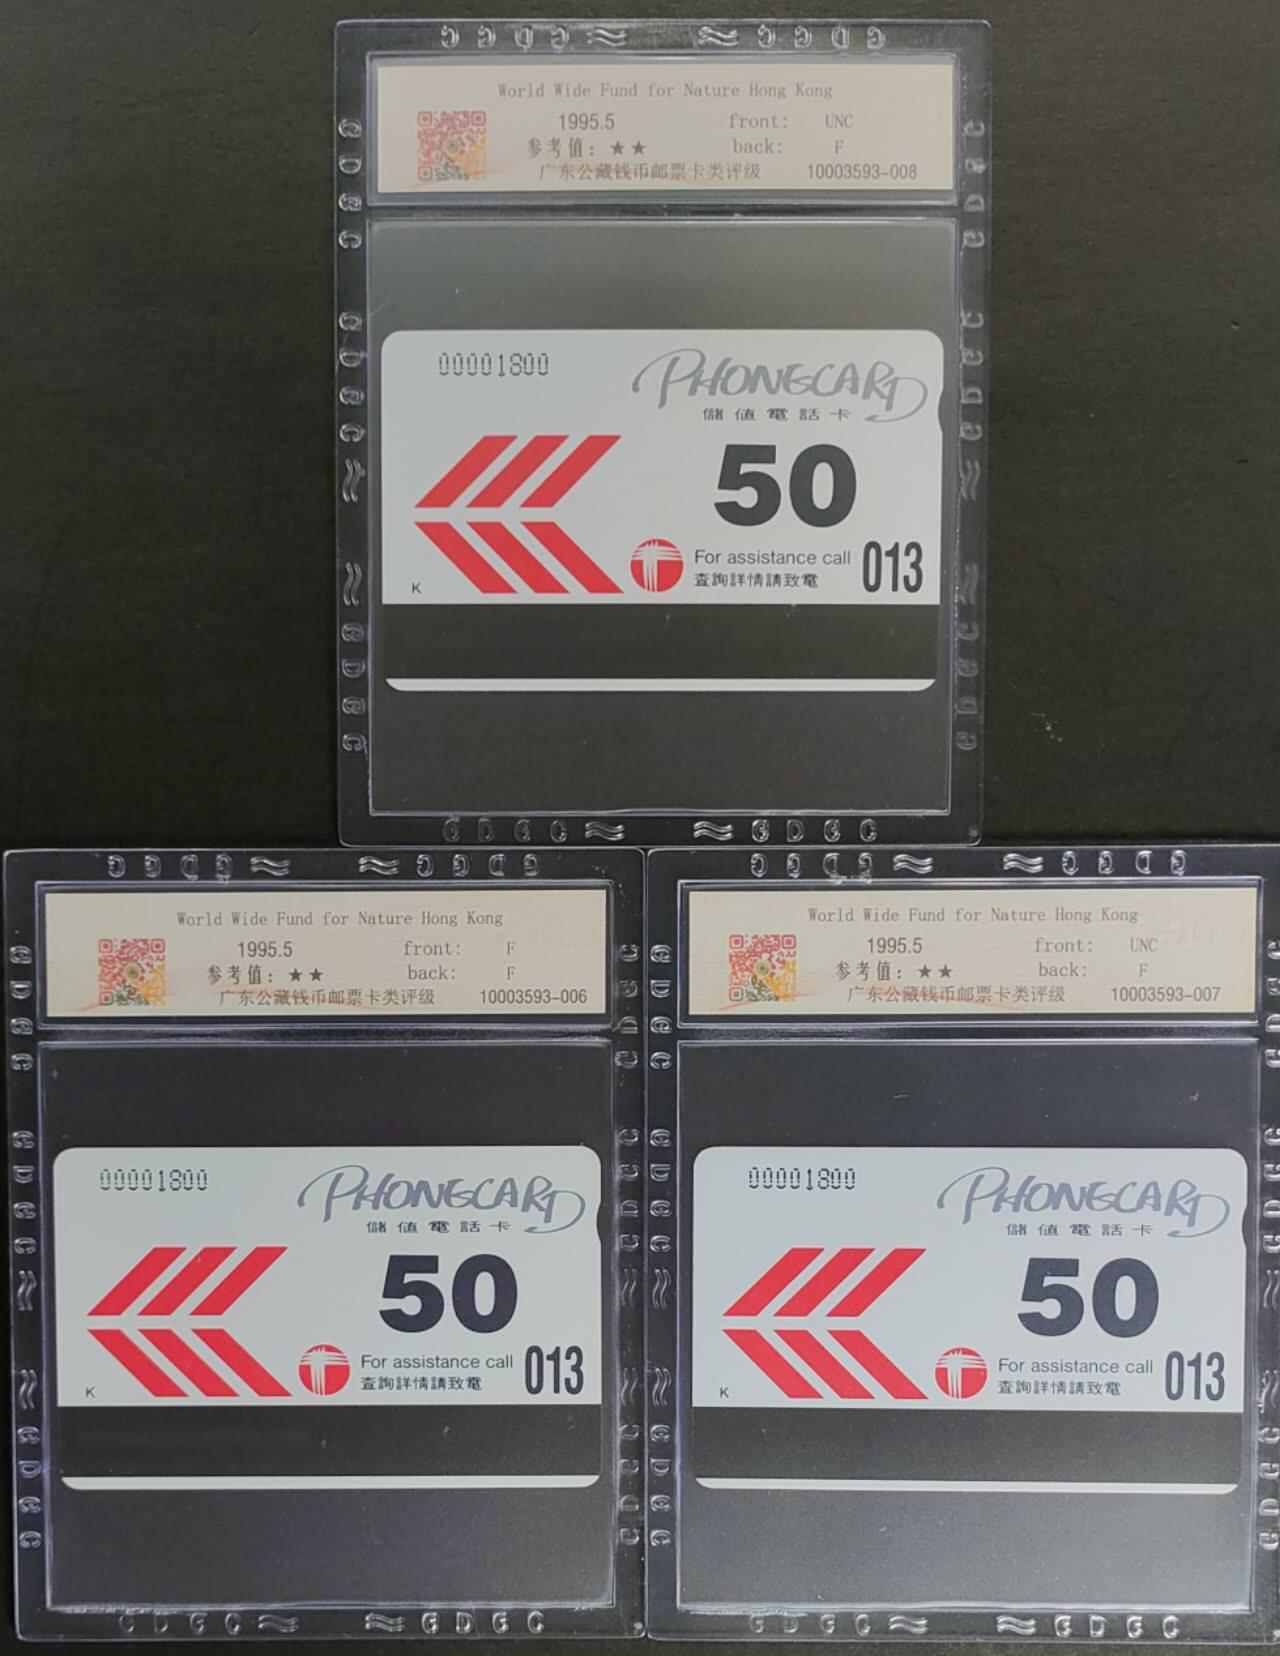 World Wide Fund for Nature Hong Kong
1995.5 front: UNC
参考值：★★ back: F
广东公藏钱币邮票卡类评级 10003593-008
00001800
PHONECARD
儲值電話卡
50
For assistance call 013
查詢詳情請致電
K
GDGC GDGC
World Wide Fund for Nature Hong Kong
1995.5 front: F
参考值：★★ back: F
广东公藏钱币邮票卡类评级 10003593-006
00001800
PHONECARD
儲值電話卡
50
For assistance call 013
查詢詳情請致電
K
GDGC GDGC
World Wide Fund for Nature Hong Kong
1995.5 front: UNC
参考值：★★ back: F
广东公藏钱币邮票卡类评级 10003593-007
00001800
PHONECARD
儲值電話卡
50
For assistance call 013
查詢詳情請致電
K
GDGC GDGC